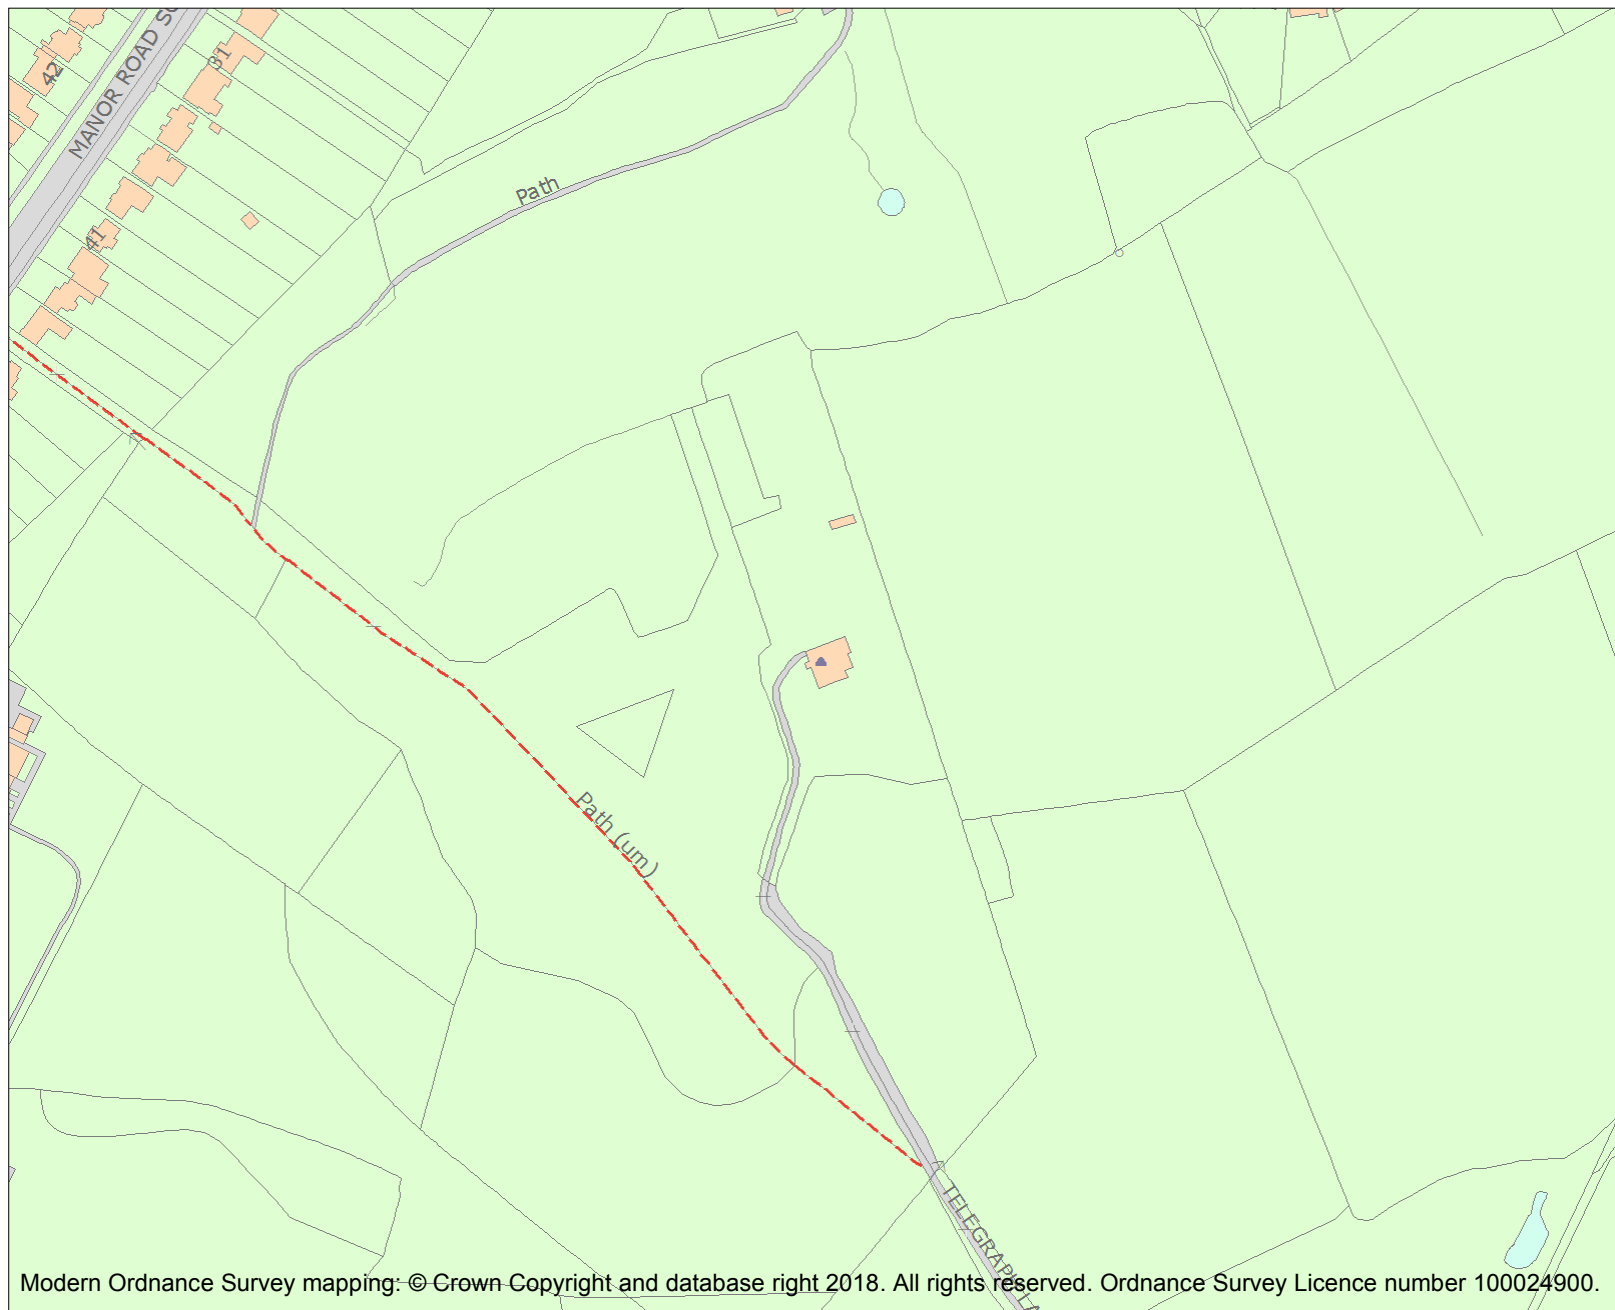 42
MANOR ROAD
31
Path
41
Path (um)
TELEGRAPH
Modern Ordnance Survey mapping: © Crown Copyright and database right 2018. All rights reserved. Ordnance Survey Licence number 100024900.